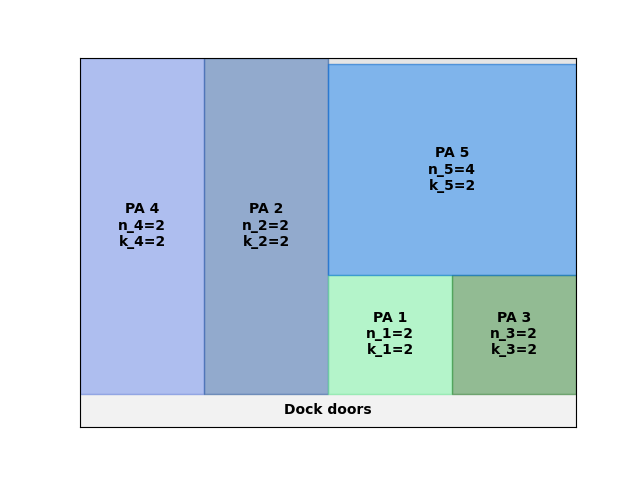 PA 4
n_4=2
k_4=2
PA 2
n_2=2
k_2=2
PA 5
n_5=4
k_5=2
PA 1
n_1=2
k_1=2
PA 3
n_3=2
k_3=2
Dock doors